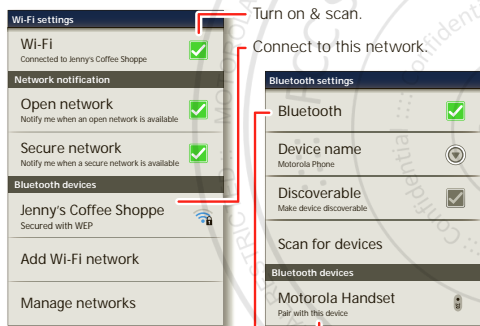 Wi-Fi settings
Wi-Fi
Connected to Jenny's Coffee Shoppe
Network notification
Open network
Notify me when an open network is available
Secure network
Notify me when a secure network is available
Bluetooth devices
Jenny's Coffee Shoppe
Secured with WEP
Add Wi-Fi network
Manage networks
Turn on & scan.
Connect to this network.
Bluetooth settings
Bluetooth
Device name
Motorola Phone
Discoverable
Make device discoverable
Scan for devices
Bluetooth devices
Motorola Handset
Pair with this device